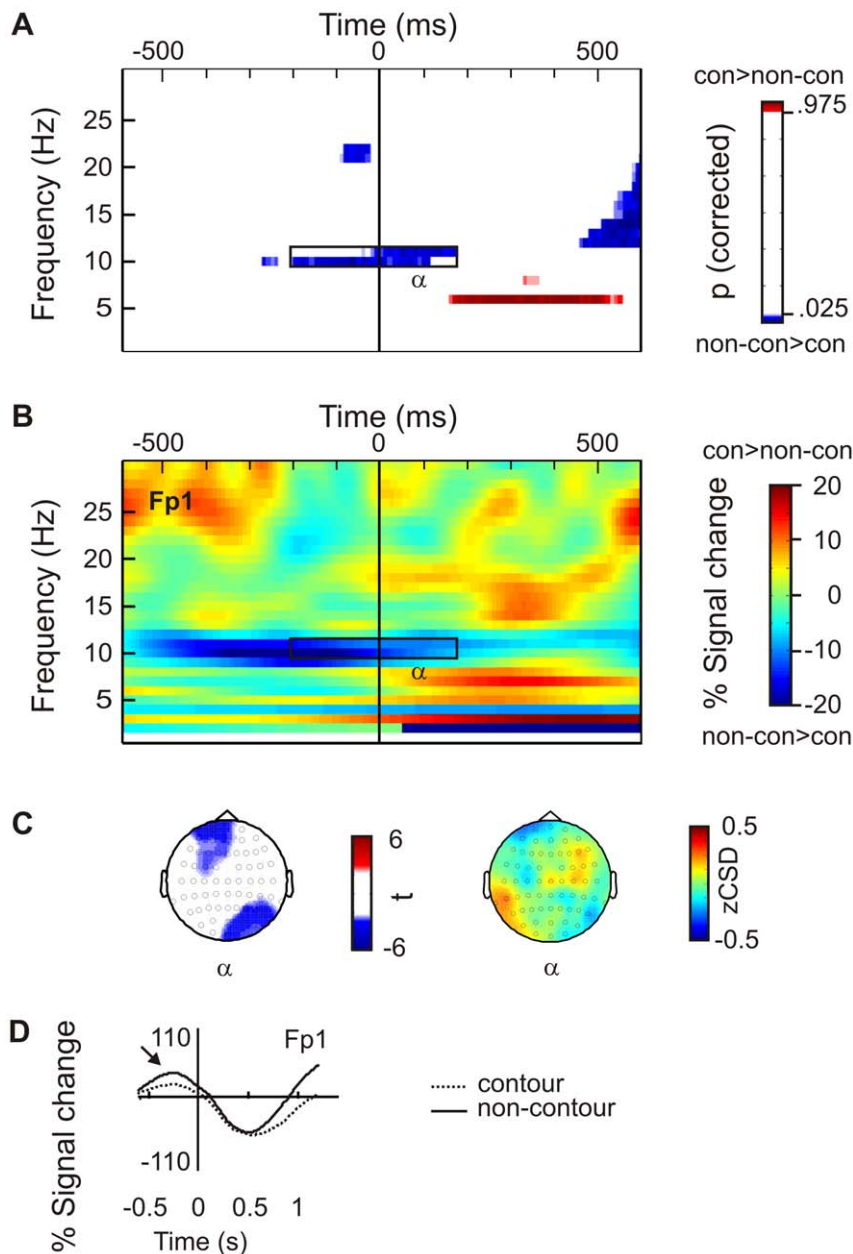 A
Time (ms)
-500 0 500
Frequency (Hz)
25
20
15
10
5
α
con>non-con
.975
p (corrected)
.025
non-con>con
B
Time (ms)
-500 0 500
Frequency (Hz)
25
20
15
10
5
Fp1
α
con>non-con
% Signal change
20
10
0
-10
-20
non-con>con
C
6
t
-6
α
0.5
zCSD
-0.5
α
D
% Signal change
110
-110
Fp1
-0.5 0 0.5 1
Time (s)
contour
non-contour